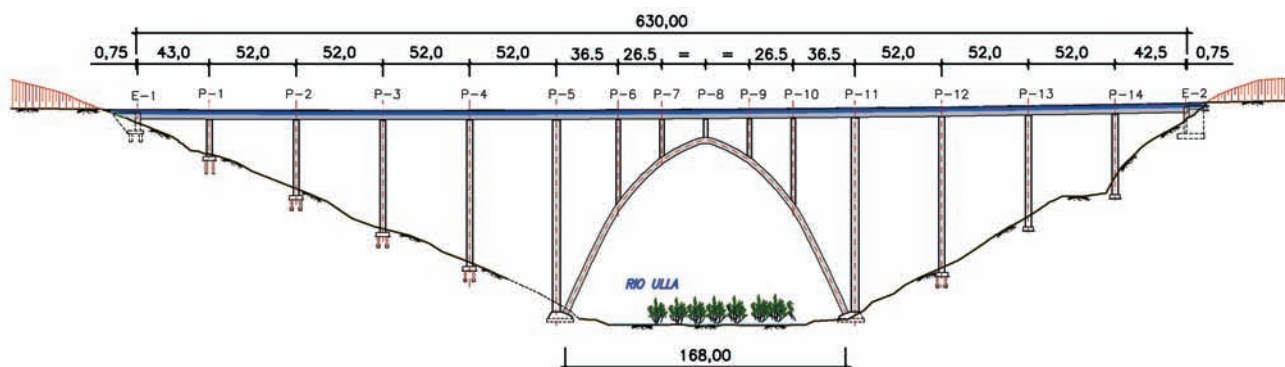 630,00
0,75 43,0 52,0 52,0 52,0 52,0 36.5 26.5 = = 26.5 36.5 52,0 52,0 52,0 42,5 0,75
E-1 P-1 P-2 P-3 P-4 P-5 P-6 P-7 P-8 P-9 P-10 P-11 P-12 P-13 P-14 E-2
RIO ULLA
168,00